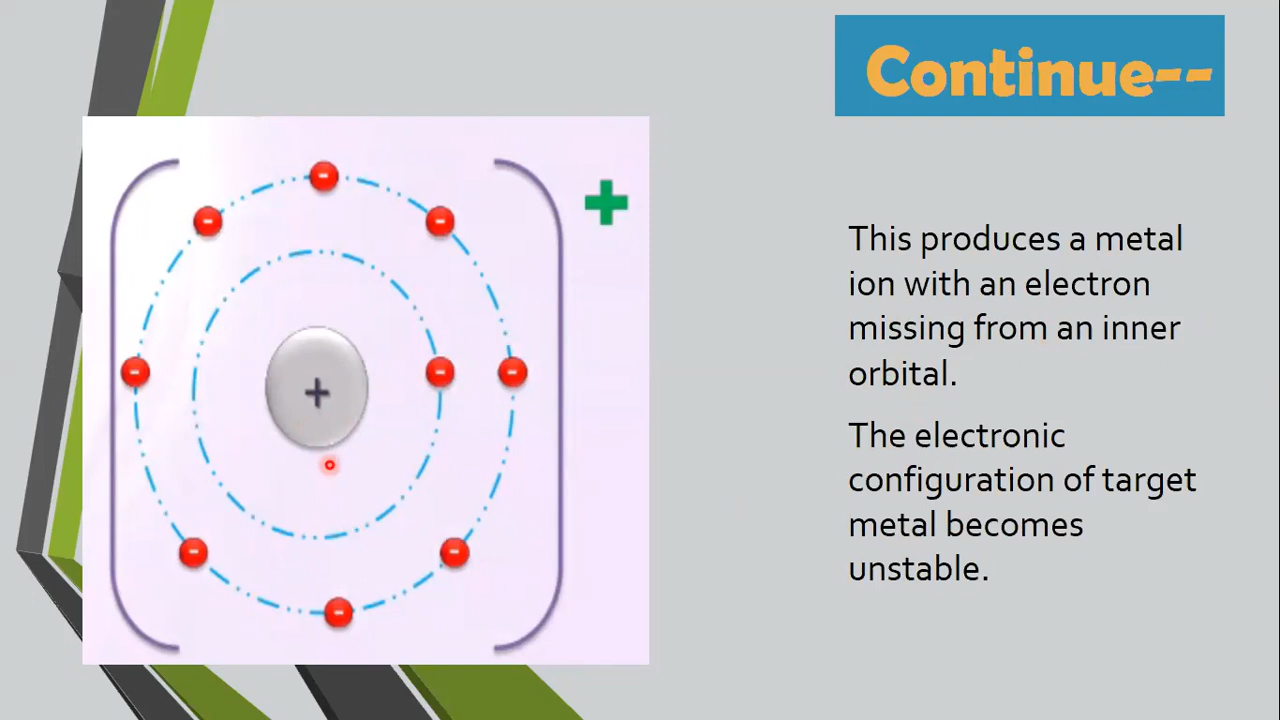 Continue--
This produces a metal
ion with an electron
missing from an inner
orbital.
The electronic
configuration of target
metal becomes
unstable.
+
+